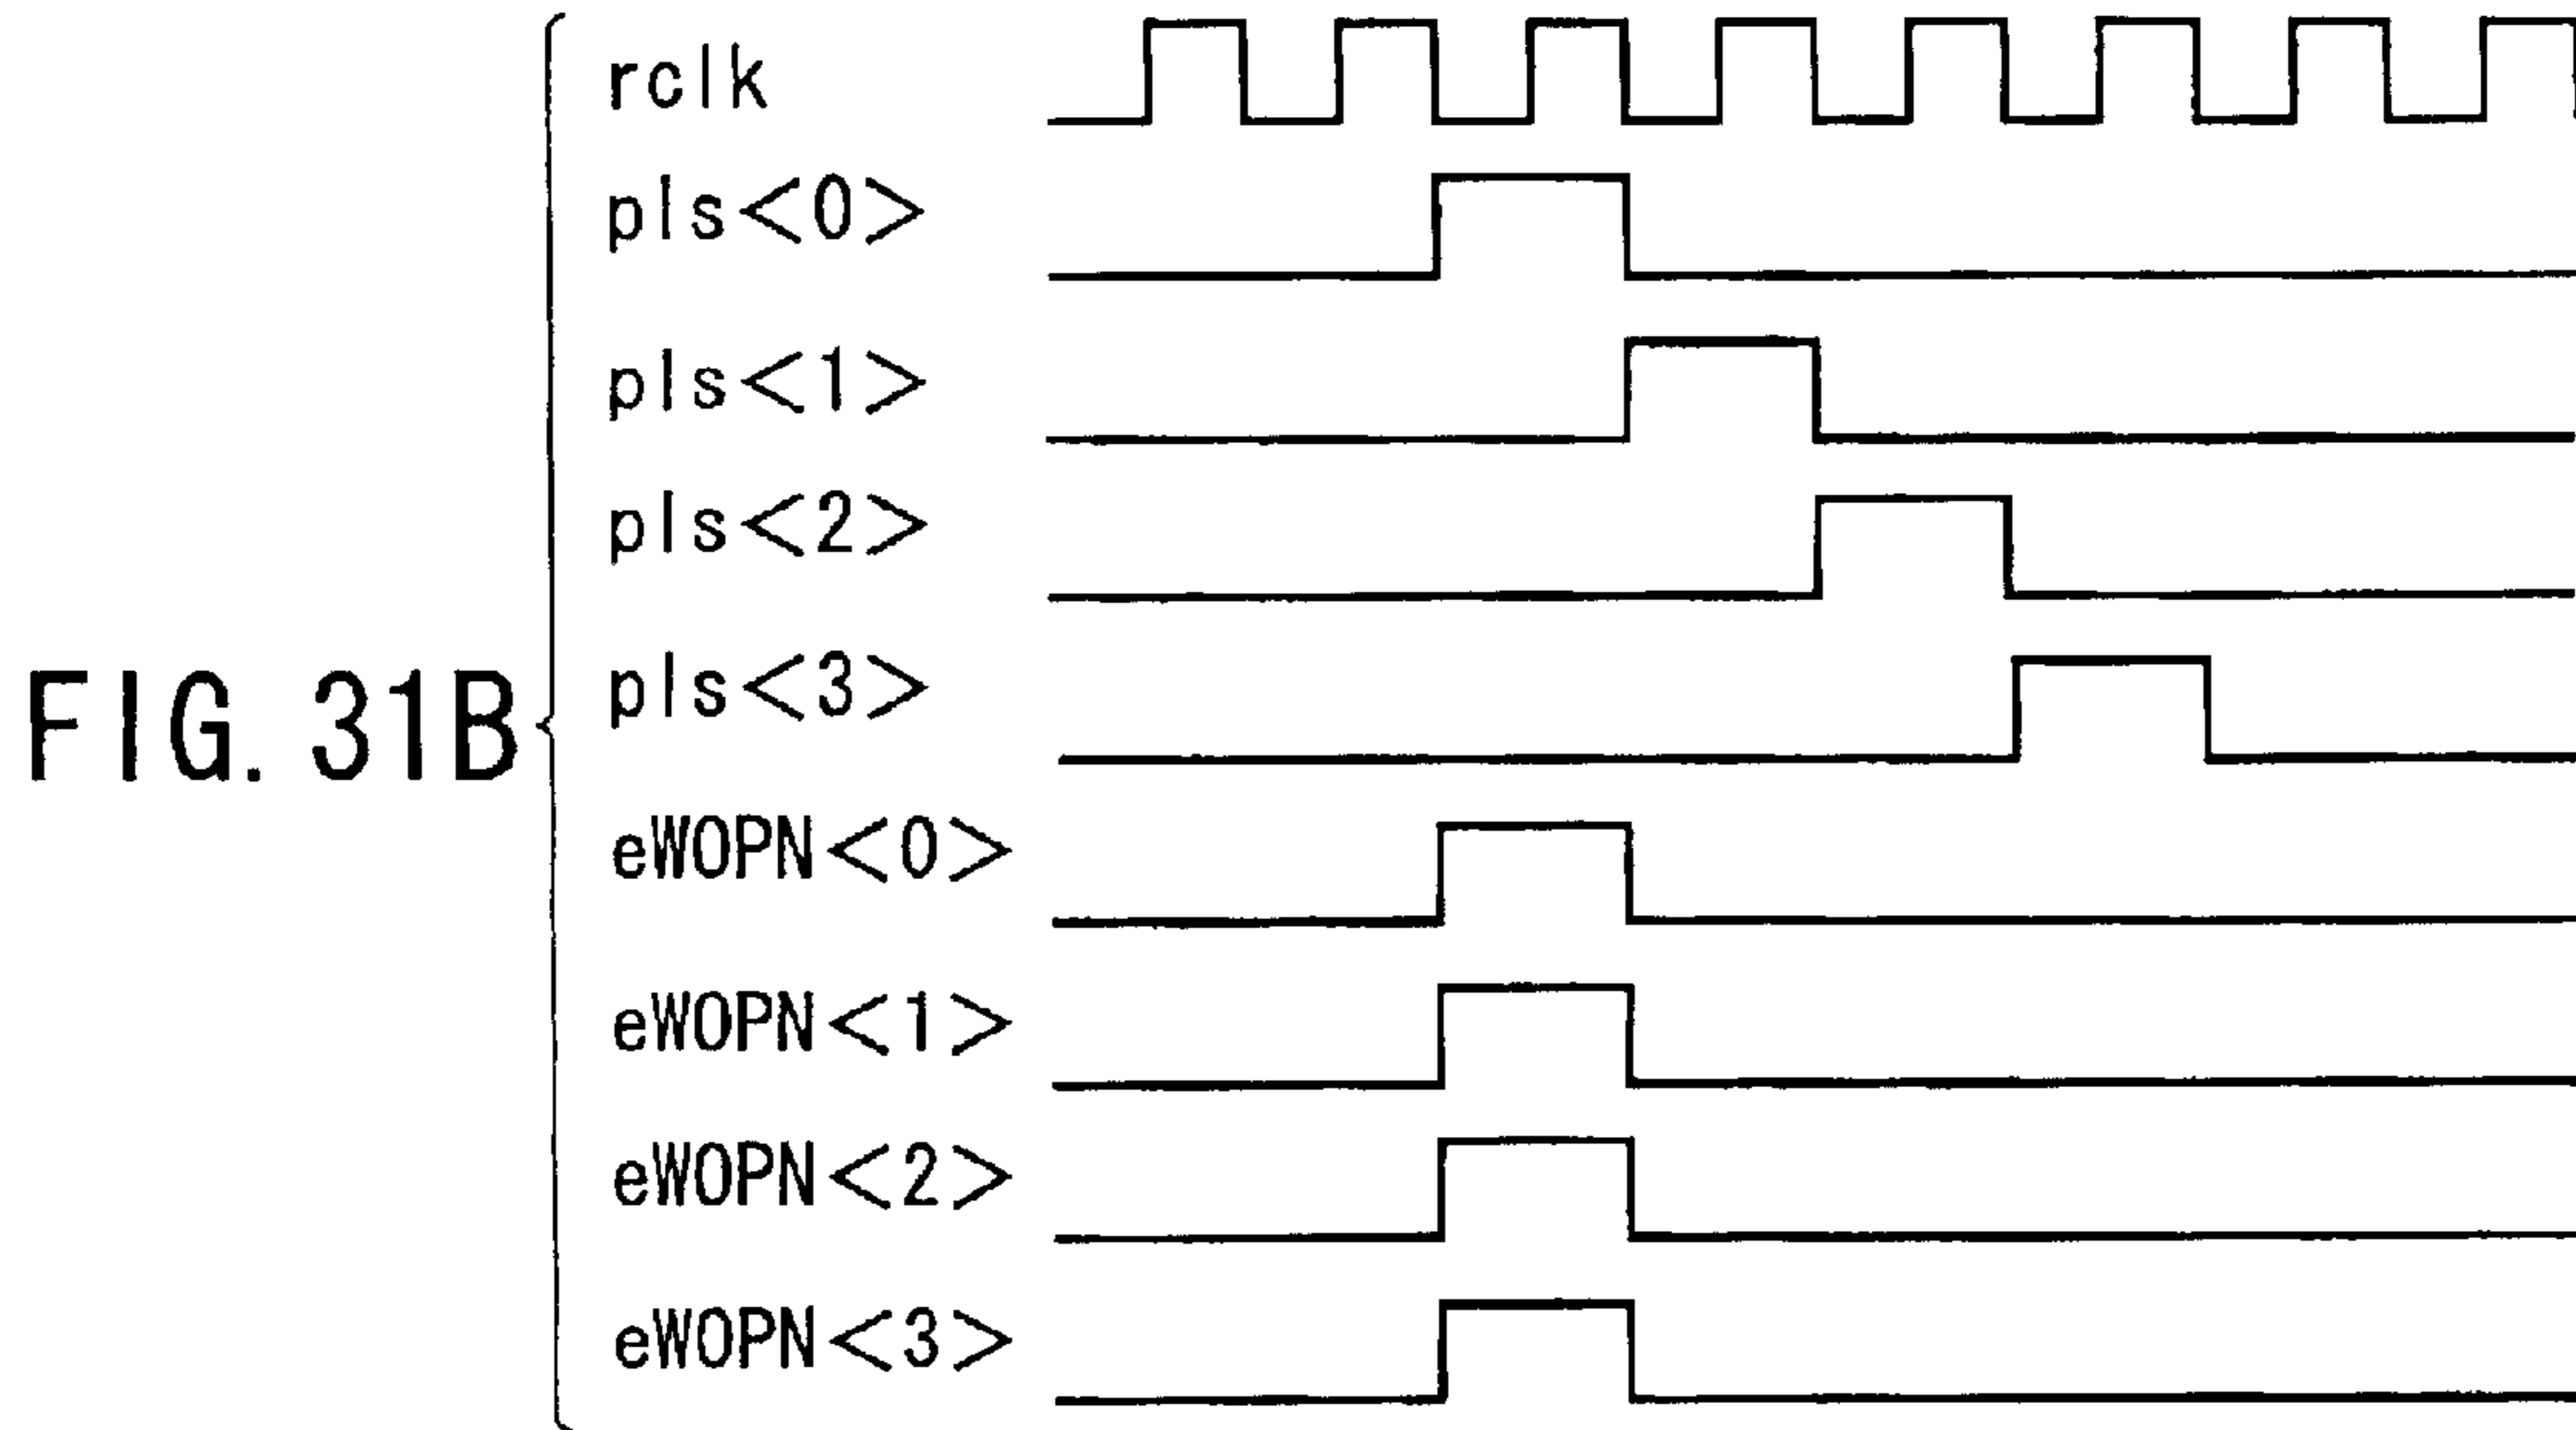 FIG. 31B
rclk
pls<0>
pls<1>
pls<2>
pls<3>
eWOPN<0>
eWOPN<1>
eWOPN<2>
eWOPN<3>